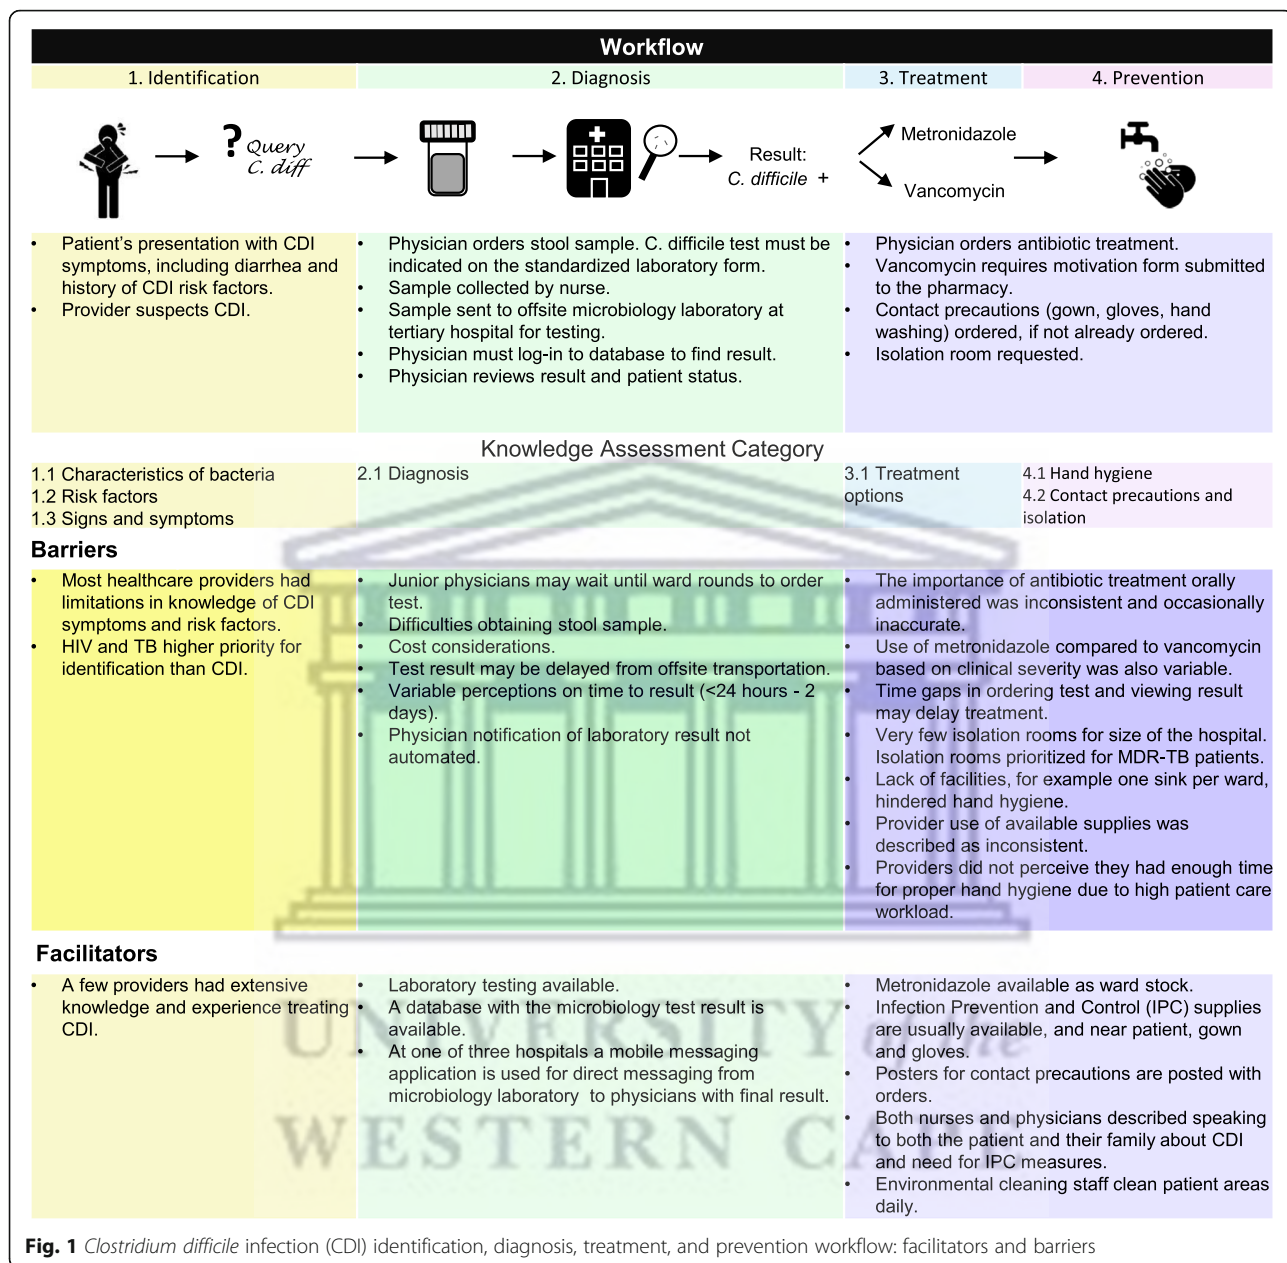 Workflow
1. Identification
2. Diagnosis
3. Treatment
4. Prevention
? Query
C. diff
Result:
C. difficile +
Metronidazole
Vancomycin
• Patient's presentation with CDI
symptoms, including diarrhea and
history of CDI risk factors.
• Provider suspects CDI.
• Physician orders stool sample. C. difficile test must be
indicated on the standardized laboratory form.
• Sample collected by nurse.
• Sample sent to offsite microbiology laboratory at
tertiary hospital for testing.
• Physician must log-in to database to find result.
• Physician reviews result and patient status.
• Physician orders antibiotic treatment.
• Vancomycin requires motivation form submitted
to the pharmacy.
• Contact precautions (gown, gloves, hand
washing) ordered, if not already ordered.
• Isolation room requested.
Knowledge Assessment Category
1.1 Characteristics of bacteria
1.2 Risk factors
1.3 Signs and symptoms
2.1 Diagnosis
3.1 Treatment
options
4.1 Hand hygiene
4.2 Contact precautions and
isolation
Barriers
• Most healthcare providers had
limitations in knowledge of CDI
symptoms and risk factors.
• HIV and TB higher priority for
identification than CDI.
• Junior physicians may wait until ward rounds to order
test.
• Difficulties obtaining stool sample.
• Cost considerations.
• Test result may be delayed from offsite transportation.
• Variable perceptions on time to result (<24 hours - 2
days).
• Physician notification of laboratory result not
automated.
• The importance of antibiotic treatment orally
administered was inconsistent and occasionally
inaccurate.
• Use of metronidazole compared to vancomycin
based on clinical severity was also variable.
• Time gaps in ordering test and viewing result
may delay treatment.
• Very few isolation rooms for size of the hospital.
Isolation rooms prioritized for MDR-TB patients.
• Lack of facilities, for example one sink per ward,
hindered hand hygiene.
• Provider use of available supplies was
described as inconsistent.
• Providers did not perceive they had enough time
for proper hand hygiene due to high patient care
workload.
Facilitators
• A few providers had extensive
knowledge and experience treating
CDI.
• Laboratory testing available.
• A database with the microbiology test result is
available.
• At one of three hospitals a mobile messaging
application is used for direct messaging from
microbiology laboratory to physicians with final result.
• Metronidazole available as ward stock.
• Infection Prevention and Control (IPC) supplies
are usually available, and near patient, gown
and gloves.
• Posters for contact precautions are posted with
orders.
• Both nurses and physicians described speaking
to both the patient and their family about CDI
and need for IPC measures.
• Environmental cleaning staff clean patient areas
daily.
UNIVERSITY of the
WESTERN CAPE
Fig. 1 Clostridium difficile infection (CDI) identification, diagnosis, treatment, and prevention workflow: facilitators and barriers